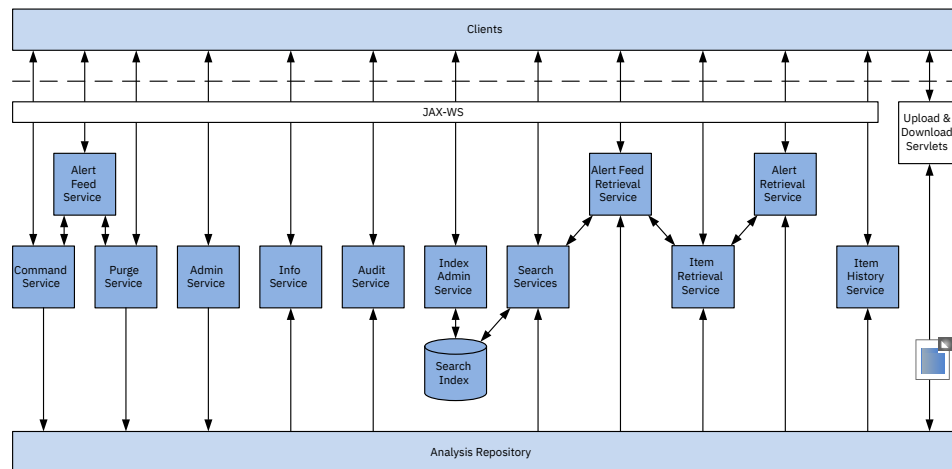 Clients
JAX-WS
Upload &
Download
Servlets
Alert
Feed
Service
Alert Feed
Retrieval
Service
Alert
Retrieval
Service
Command
Service
Purge
Service
Admin
Service
Info
Service
Audit
Service
Index
Admin
Service
Search
Services
Item
Retrieval
Service
Item
History
Service
Search
Index
Analysis Repository